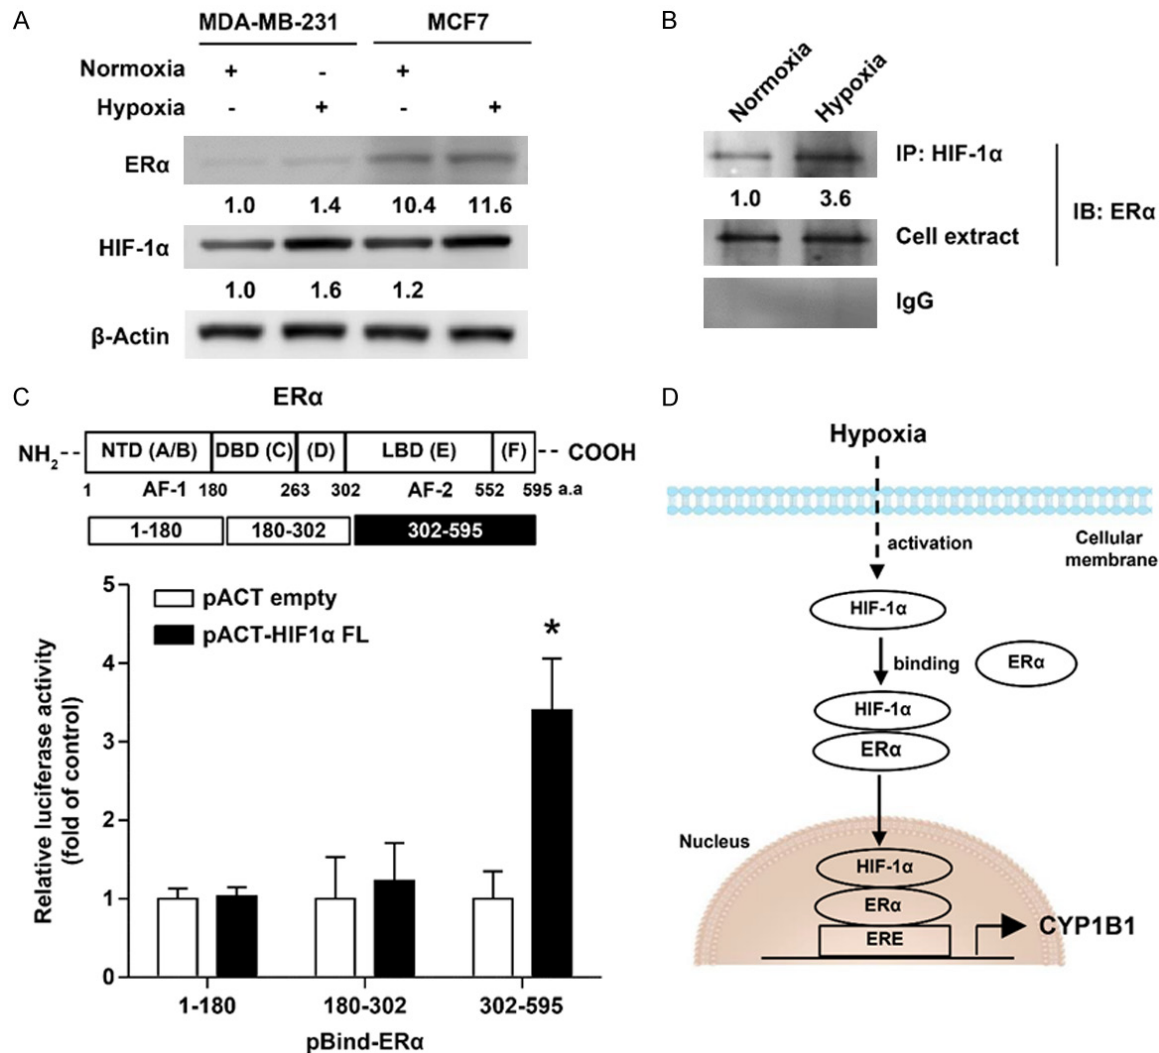 A
MDA-MB-231 MCF7
Normoxia + - +
Hypoxia - + - +
ERα
1.0 1.4 10.4 11.6
HIF-1α
1.0 1.6 1.2
β-Actin
B
Normoxia Hypoxia
IP: HIF-1α
1.0 3.6
Cell extract
IB: ERα
IgG
C
ERα
NH2-- NTD (A/B) DBD (C) (D) LBD (E) (F) -- COOH
1 AF-1 180 263 302 AF-2 552 595 a.a
1-180 180-302 302-595
pACT empty
pACT-HIF1α FL
*
Relative luciferase activity
(fold of control)
5
4
3
2
1
0
1-180 180-302 302-595
pBind-ERα
D
Hypoxia
activation
Cellular
membrane
HIF-1α
binding
ERα
HIF-1α
ERα
Nucleus
HIF-1α
ERα
ERE
CYP1B1